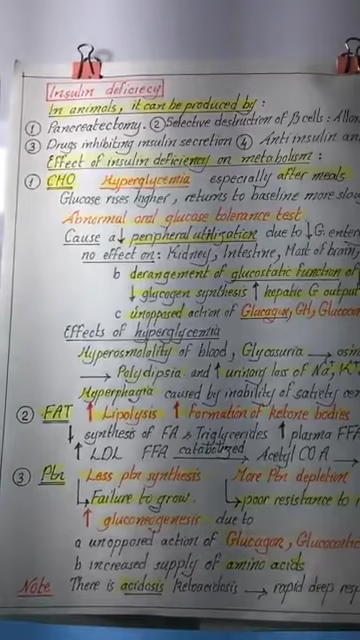 Insulin deficiecy
In animals, it can be produced by :
① Pancreatectomy. ② Selective destruction of β cells : Allox
③ Drugs inhibiting insulin secretion ④ Anti insulin an
Effect of insulin deficiency on metabolism :
① CHO Hyperglycemia especially after meals
Glucose rises higher, returns to baseline more slow
Abnormal oral glucose tolerance test
Cause a ↓ peripheral utilization due to ↓ G. enter
no effect on : Kidney, Intestine, Most of brain,
b derangement of glucostatic function of
↓ glycogen synthesis ↑ hepatic G output
c unopposed action of Glucagon, GH, Glucocor
Effects of hyperglycemia
Hyperosmolality of blood, Glycosuria → osm
→ Polydipsia and ↑ urinary loss of Na⁺, K⁺
Hyperphagia caused by inability of satiety cen
② FAT ↑ Lipolysis ↑ Formation of ketone bodies
↓ synthesis of FA & Triglycerides ↑ plasma FFA
↑ LDL FFA catabolized Acetyl CO A →
③ Ptn Less ptn synthesis More Ptn depletion
↳ Failure to grow. ↳ poor resistance to
↑ gluconeogenesis due to
a unopposed action of Glucagon, Glucocortic
b increased supply of amino acids
Note There is acidosis Ketoacidosis → rapid deep resp